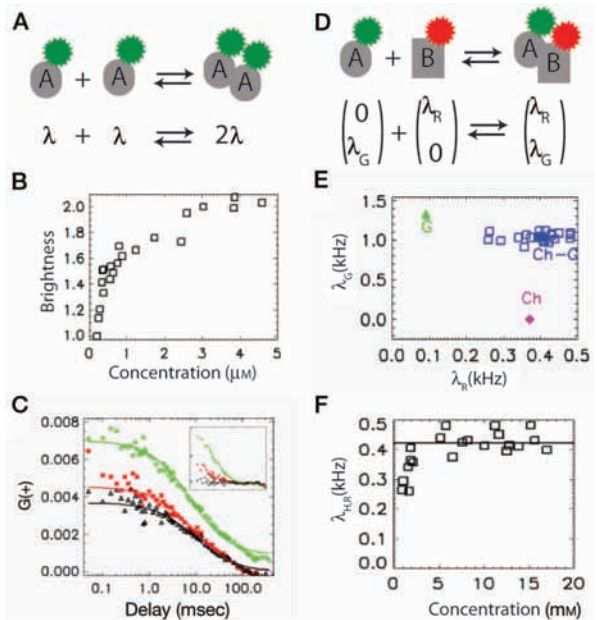 A
A + A ⇌ A A
λ + λ ⇌ 2λ
B
Brightness
2.0
1.8
1.6
1.4
1.2
1.0
0 1 2 3 4 5
Concentration (μM)
C
G(+)
0.008
0.006
0.004
0.002
0.000
0.1 1.0 10.0 100.0
Delay (msec)
D
A + B ⇌ A B
(0 λG) + (λR 0) ⇌ (λR λG)
E
λG(kHz)
1.5
1.0
0.5
0.0
G
Ch–G
Ch
0.0 0.1 0.2 0.3 0.4 0.5
λR(kHz)
F
λH,R(kHz)
0.5
0.4
0.3
0.2
0.1
0.0
0 5 10 15 20
Concentration (mM)